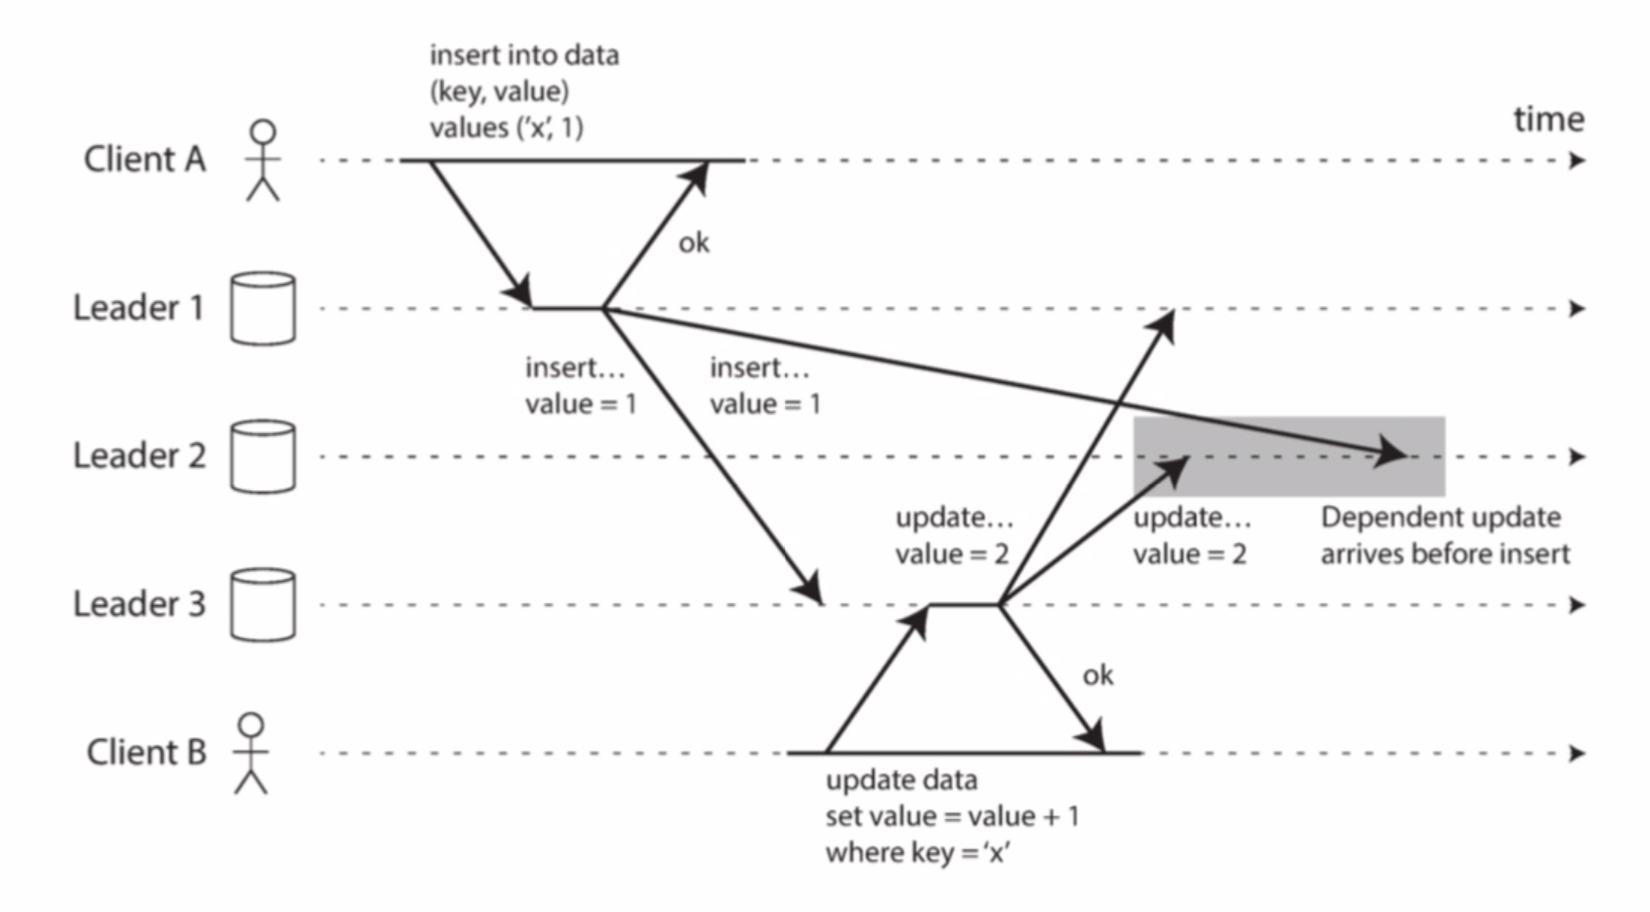 insert into data
(key, value)
values (‘x’, 1)
time
Client A
ok
Leader 1
insert…
value = 1
insert…
value = 1
Leader 2
update…
value = 2
update…
value = 2
Dependent update
arrives before insert
Leader 3
ok
Client B
update data
set value = value + 1
where key = ‘x’